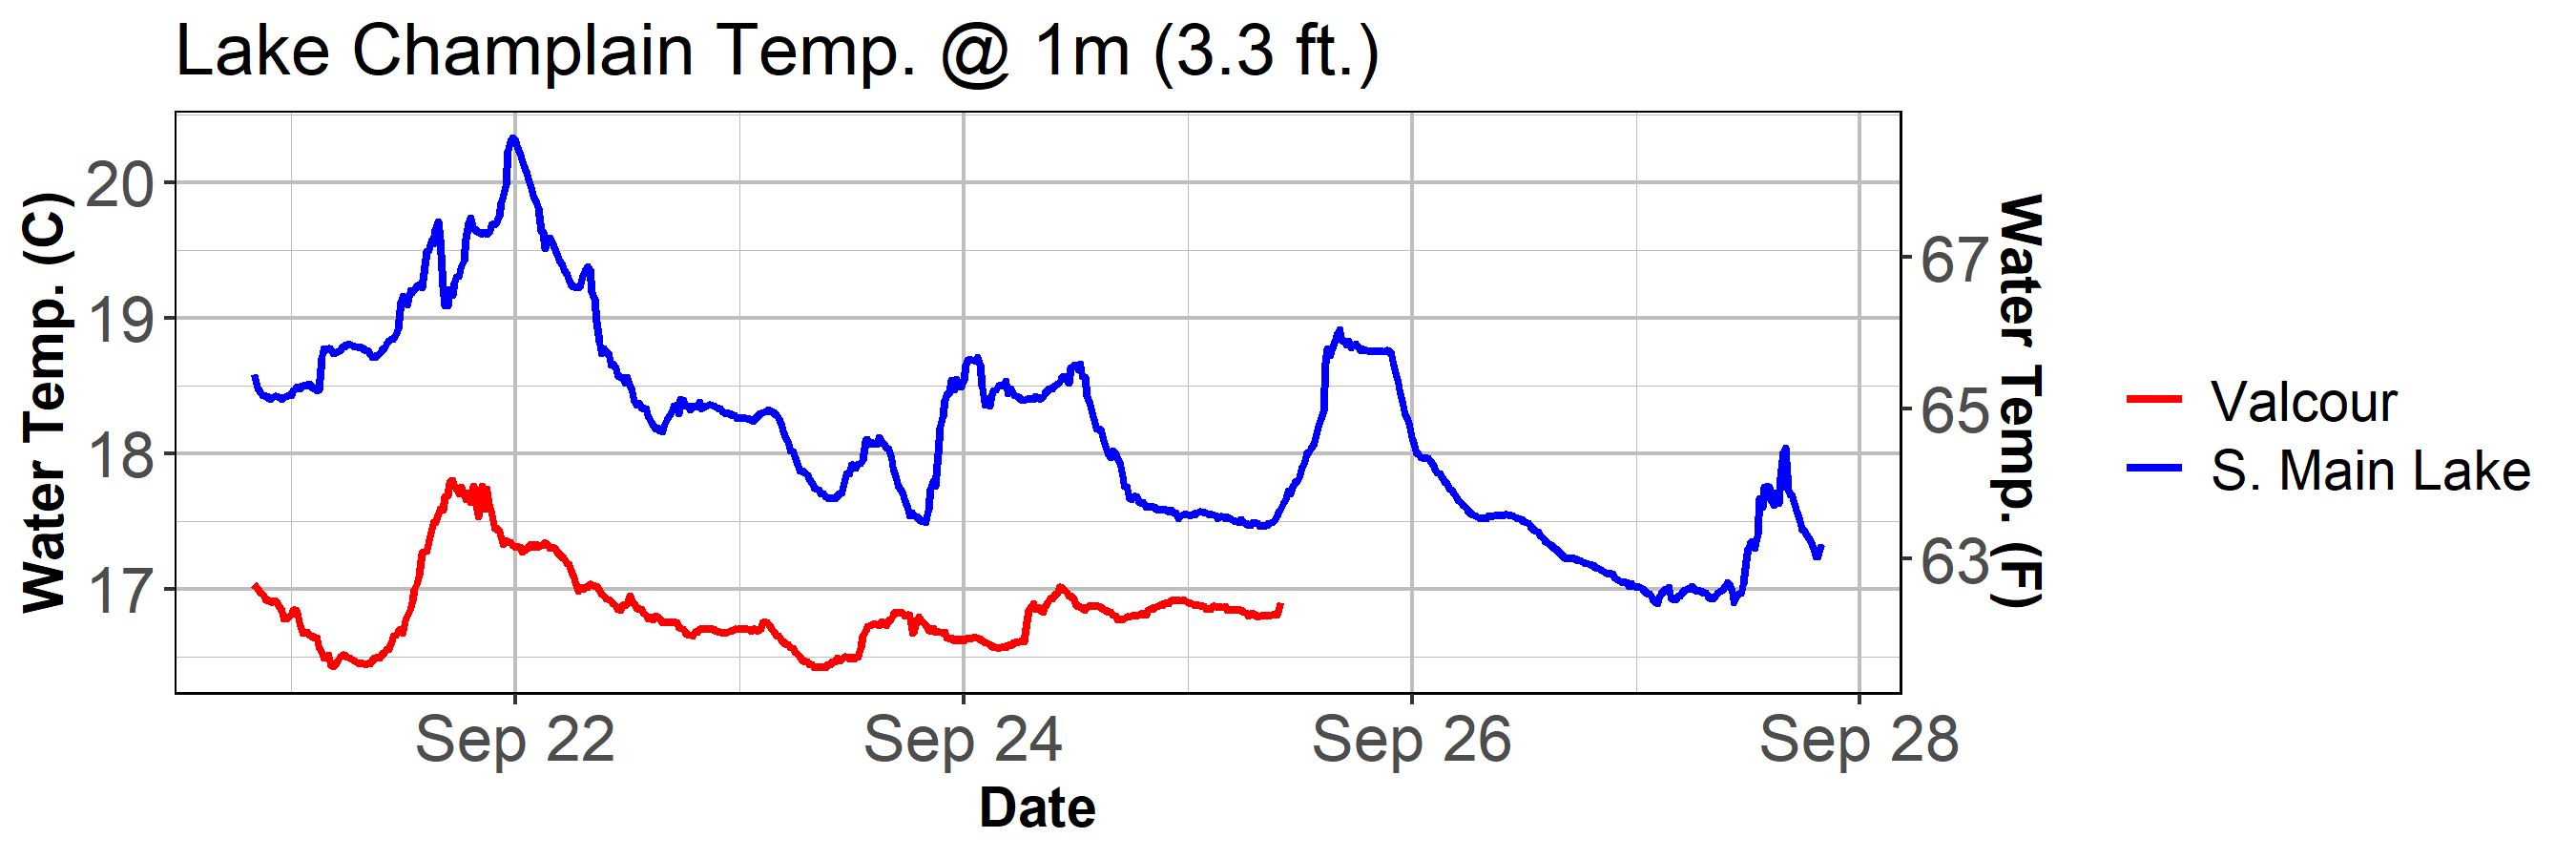 Lake Champlain Temp. @ 1m (3.3 ft.)
Water Temp. (C)
20
19
18
17
67
65
63
Water Temp. (F)
Sep 22
Sep 24
Sep 26
Sep 28
Date
Valcour
S. Main Lake